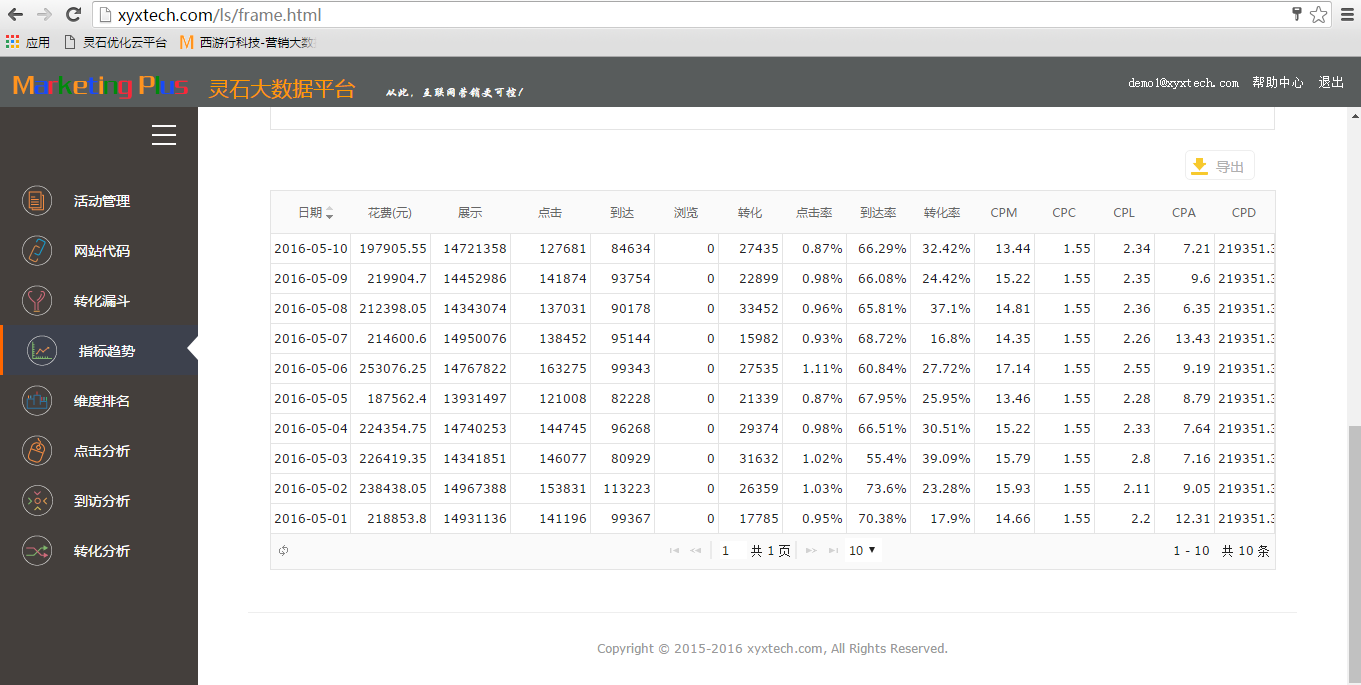 xyxtech.com/ls/frame.html
应用 灵石优化云平台 西游行科技-营销大数
Marketing Plus 灵石大数据平台 从此，互联网营销变可控！ demo1@xyxtech.com 帮助中心 退出
导出
活动管理
网站代码
转化漏斗
指标趋势
维度排名
点击分析
到访分析
转化分析
日期 花费(元) 展示 点击 到达 浏览 转化 点击率 到达率 转化率 CPM CPC CPL CPA CPD
2016-05-10 197905.55 14721358 127681 84634 0 27435 0.87% 66.29% 32.42% 13.44 1.55 2.34 7.21 219351.3
2016-05-09 219904.7 14452986 141874 93754 0 22899 0.98% 66.08% 24.42% 15.22 1.55 2.35 9.6 219351.3
2016-05-08 212398.05 14343074 137031 90178 0 33452 0.96% 65.81% 37.1% 14.81 1.55 2.36 6.35 219351.3
2016-05-07 214600.6 14950076 138452 95144 0 15982 0.93% 68.72% 16.8% 14.35 1.55 2.26 13.43 219351.3
2016-05-06 253076.25 14767822 163275 99343 0 27535 1.11% 60.84% 27.72% 17.14 1.55 2.55 9.19 219351.3
2016-05-05 187562.4 13931497 121008 82228 0 21339 0.87% 67.95% 25.95% 13.46 1.55 2.28 8.79 219351.3
2016-05-04 224354.75 14740253 144745 96268 0 29374 0.98% 66.51% 30.51% 15.22 1.55 2.33 7.64 219351.3
2016-05-03 226419.35 14341851 146077 80929 0 31632 1.02% 55.4% 39.09% 15.79 1.55 2.8 7.16 219351.3
2016-05-02 238438.05 14967388 153831 113223 0 26359 1.03% 73.6% 23.28% 15.93 1.55 2.11 9.05 219351.3
2016-05-01 218853.8 14931136 141196 99367 0 17785 0.95% 70.38% 17.9% 14.66 1.55 2.2 12.31 219351.3
1 共 1 页 10 1 - 10 共 10 条
Copyright © 2015-2016 xyxtech.com, All Rights Reserved.